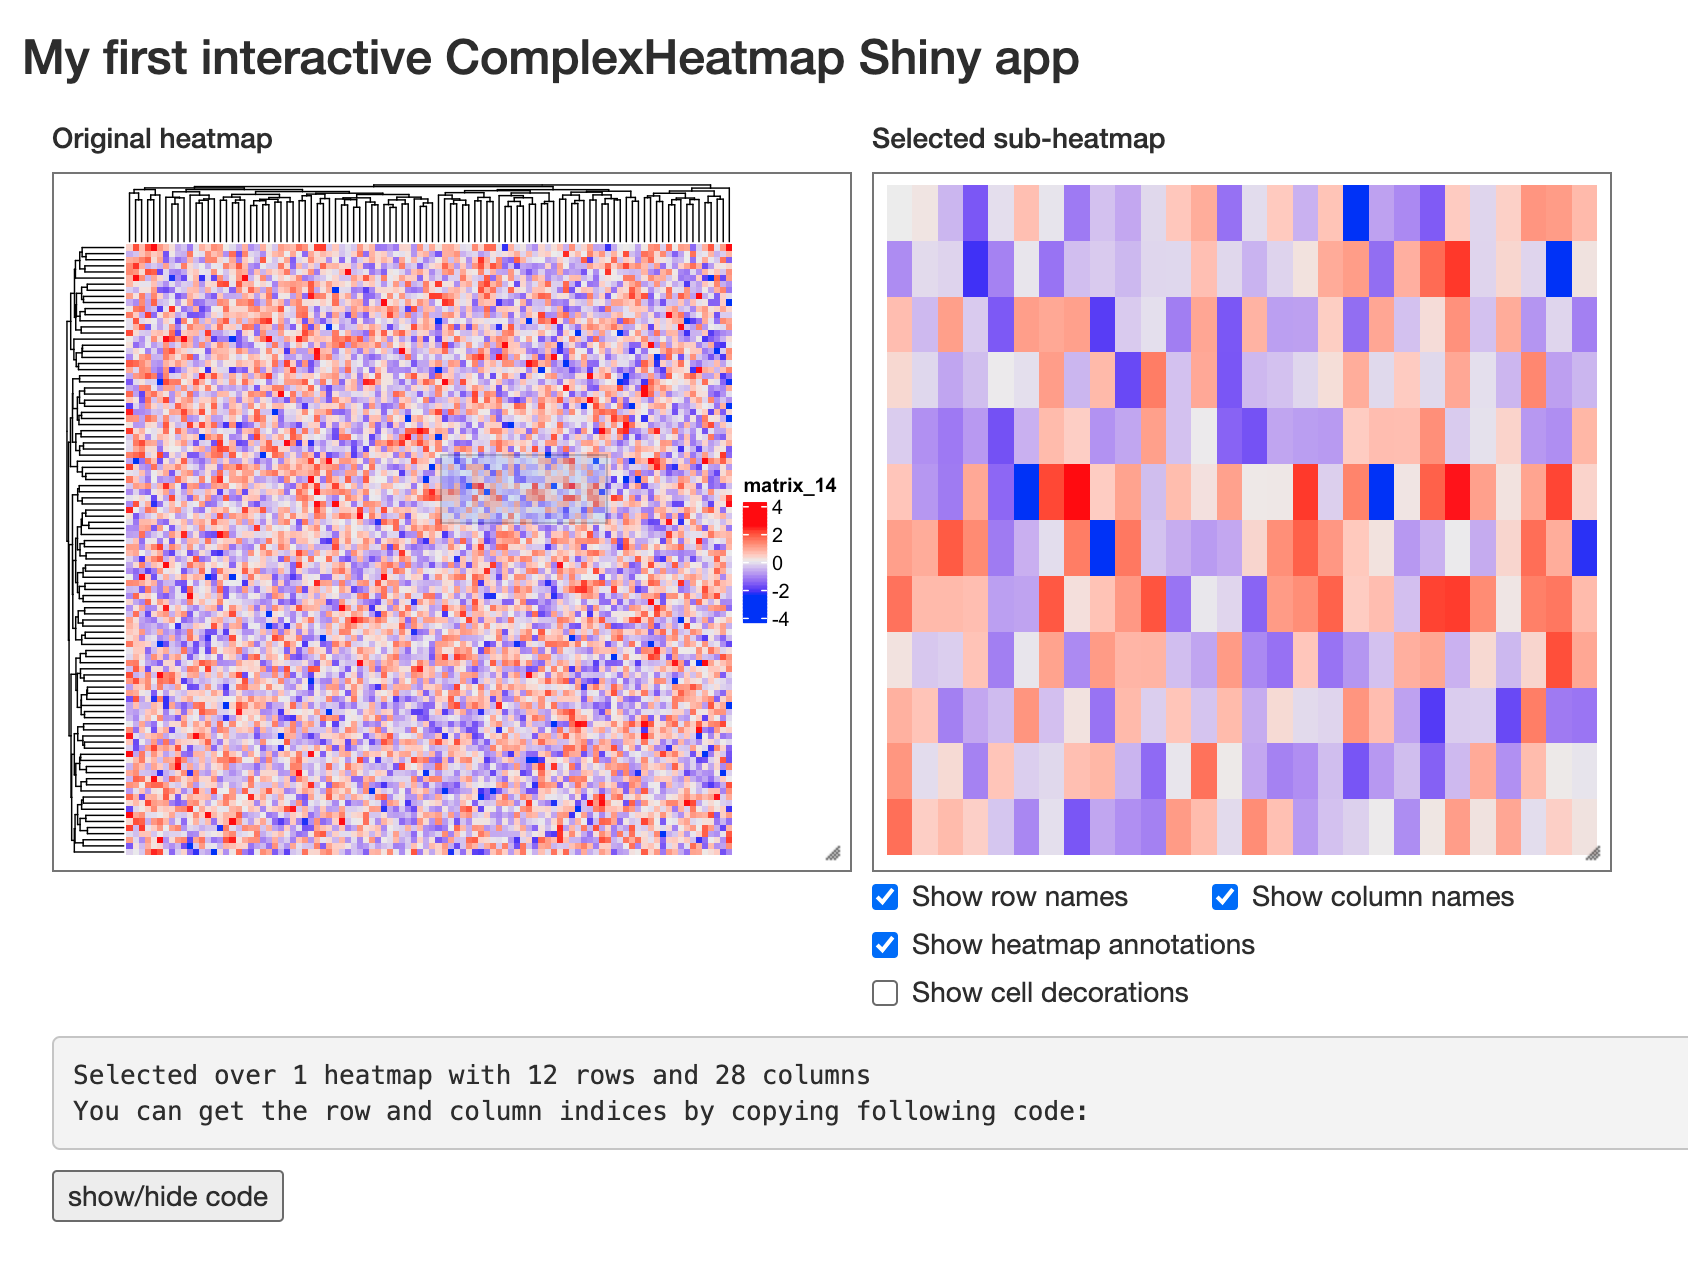 My first interactive ComplexHeatmap Shiny app
Original heatmap
Selected sub-heatmap
matrix_14
4
2
0
-2
-4
Show row names
Show column names
Show heatmap annotations
Show cell decorations
Selected over 1 heatmap with 12 rows and 28 columns
You can get the row and column indices by copying following code:
show/hide code